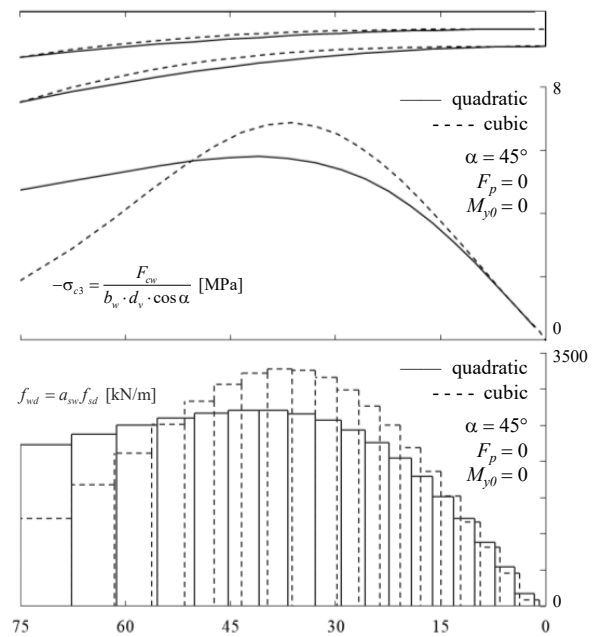 8
quadratic
cubic
α = 45°
F_p = 0
M_y0 = 0
-σ_c3 = F_cw / (b_w · d_v · cos α) [MPa]
0
3500
quadratic
cubic
f_wd = a_sw f_sd [kN/m]
α = 45°
F_p = 0
M_y0 = 0
0
75 60 45 30 15 0